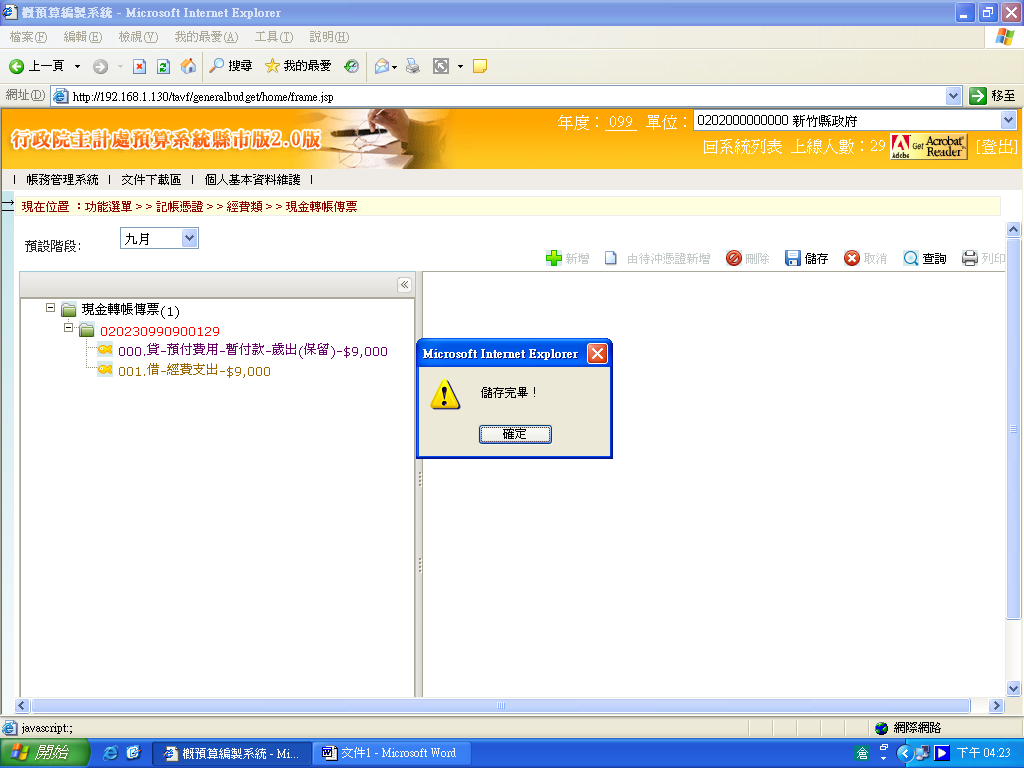 概預算編製系統 - Microsoft Internet Explorer
檔案(F) 編輯(E) 檢視(V) 我的最愛(A) 工具(T) 說明(H)
上一頁 搜尋 我的最愛
網址(D) http://192.168.1.130/tavf/generalbudget/home/frame.jsp 移至
行政院主計處預算系統縣市版2.0版
年度： 099 單位： 0202000000000 新竹縣政府
回系統列表 上線人數：29 Get Adobe Acrobat Reader [登出]
| 帳務管理系統 | 文件下載區 | 個人基本資料維護 |
現在位置 ：功能選單 > > 記帳憑證 > > 經費類 > > 現金轉帳傳票
預設階段: 九月
新增 由待沖憑證新增 刪除 儲存 取消 查詢 列印
«
現金轉帳傳票(1)
020230990900129
000.貸-預付費用-暫付款-歲出(保留)-$9,000
001.借-經費支出-$9,000
Microsoft Internet Explorer
儲存完畢！
確定
javascript:; 網際網路
開始 概預算編製系統 - Mi... 文件1 - Microsoft Word 倉 下午 04:23